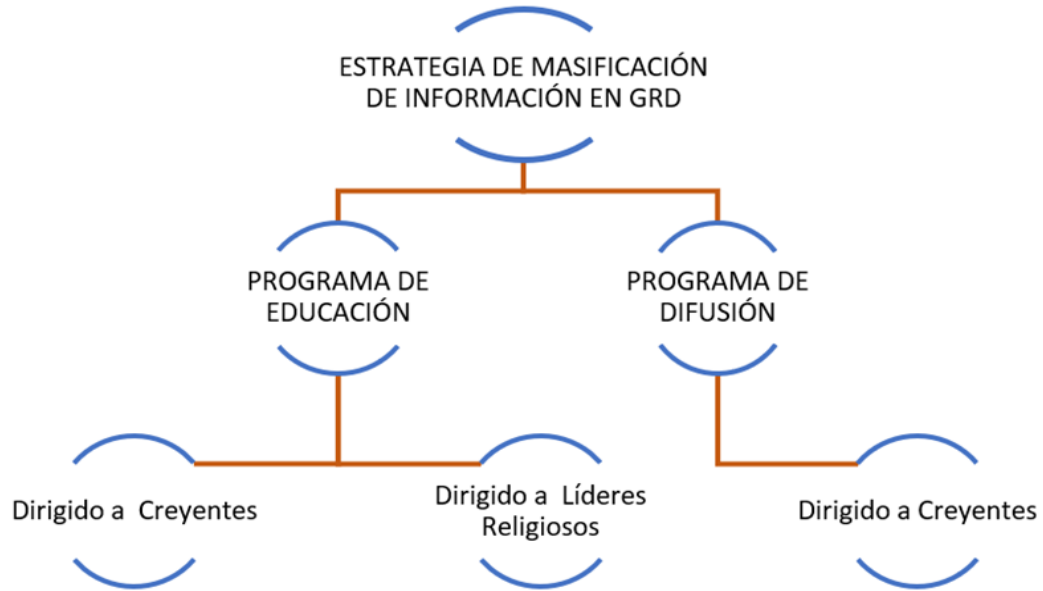 ESTRATEGIA DE MASIFICACIÓN
DE INFORMACIÓN EN GRD
PROGRAMA DE
EDUCACIÓN
PROGRAMA DE
DIFUSIÓN
Dirigido a  Creyentes
Dirigido a  Líderes
Religiosos
Dirigido a Creyentes